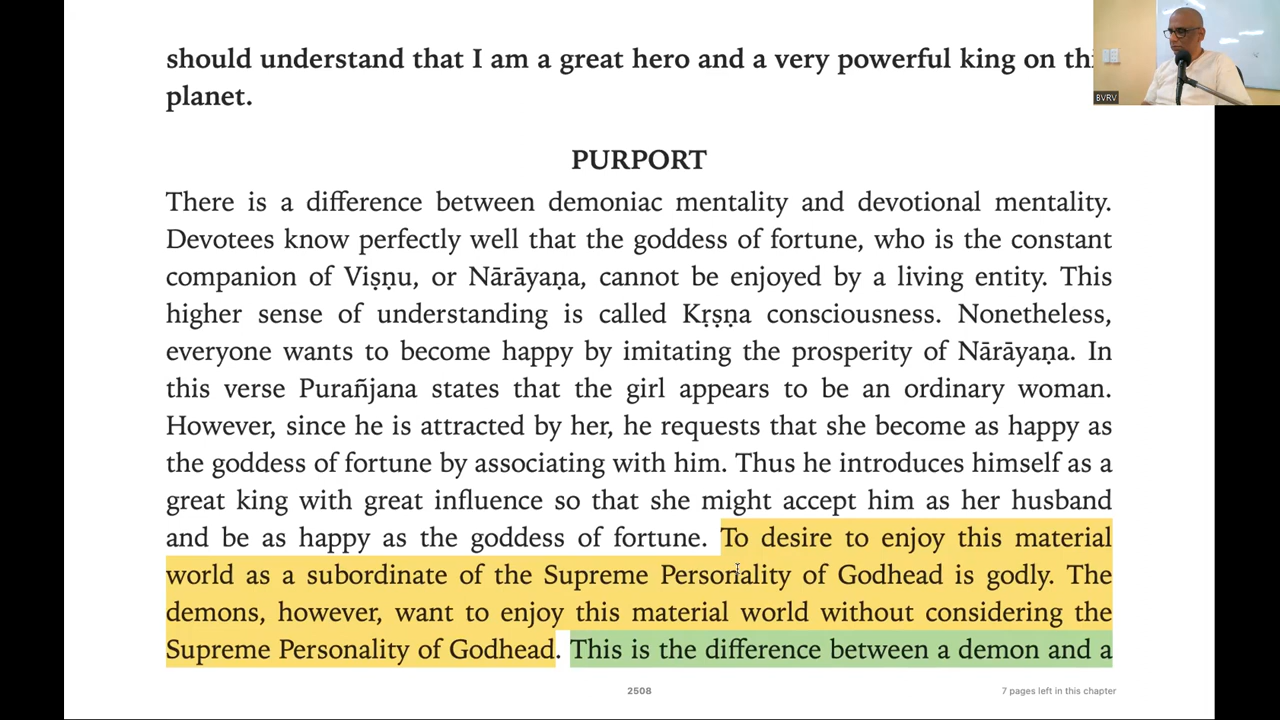 should understand that I am a great hero and a very powerful king on
planet.
PURPORT
There is a difference between demoniac mentality and devotional mentality.
Devotees know perfectly well that the goddess of fortune, who is the constant
companion of Viṣṇu, or Nārāyaṇa, cannot be enjoyed by a living entity. This
higher sense of understanding is called Kṛṣṇa consciousness. Nonetheless,
everyone wants to become happy by imitating the prosperity of Nārāyaṇa. In
this verse Purañjana states that the girl appears to be an ordinary woman.
However, since he is attracted by her, he requests that she become as happy as
the goddess of fortune by associating with him. Thus he introduces himself as a
great king with great influence so that she might accept him as her husband
and be as happy as the goddess of fortune. To desire to enjoy this material
world as a subordinate of the Supreme Personality of Godhead is godly. The
demons, however, want to enjoy this material world without considering the
Supreme Personality of Godhead. This is the difference between a demon and a
2508
7 pages left in this chapter
BVRV